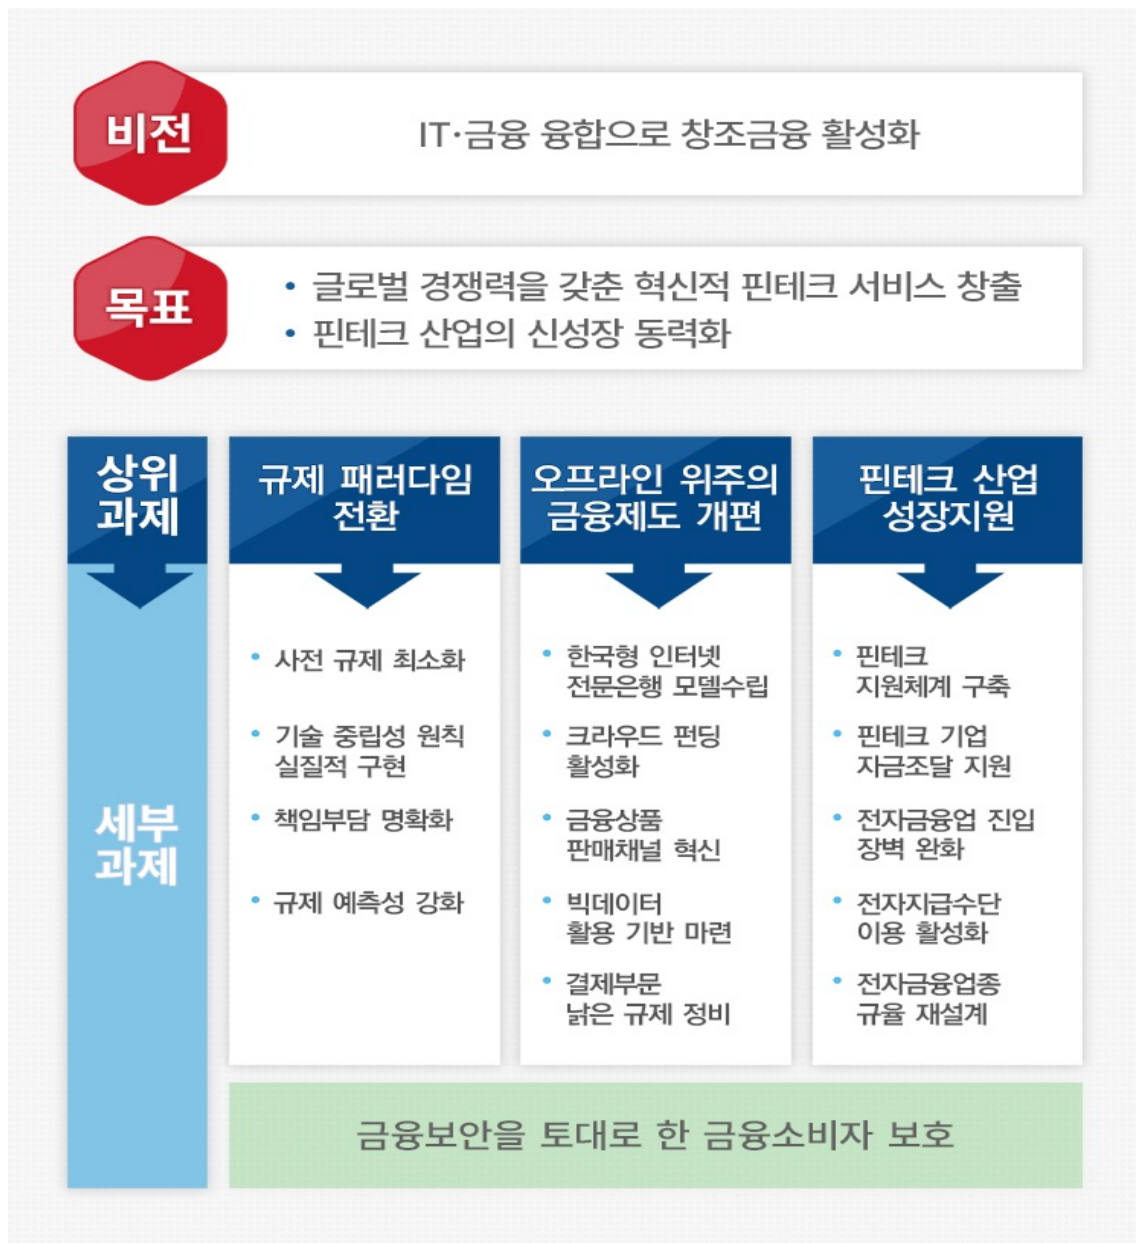 비전
IT·금융 융합으로 창조금융 활성화
목표
• 글로벌 경쟁력을 갖춘 혁신적 핀테크 서비스 창출
• 핀테크 산업의 신성장 동력화
상위
과제
규제 패러다임
전환
오프라인 위주의
금융제도 개편
핀테크 산업
성장지원
세부
과제
• 사전 규제 최소화
• 기술 중립성 원칙
실질적 구현
• 책임부담 명확화
• 규제 예측성 강화
• 한국형 인터넷
전문은행 모델수립
• 크라우드 펀딩
활성화
• 금융상품
판매채널 혁신
• 빅데이터
활용 기반 마련
• 결제부문
낡은 규제 정비
• 핀테크
지원체계 구축
• 핀테크 기업
자금조달 지원
• 전자금융업 진입
장벽 완화
• 전자지급수단
이용 활성화
• 전자금융업종
규율 재설계
금융보안을 토대로 한 금융소비자 보호